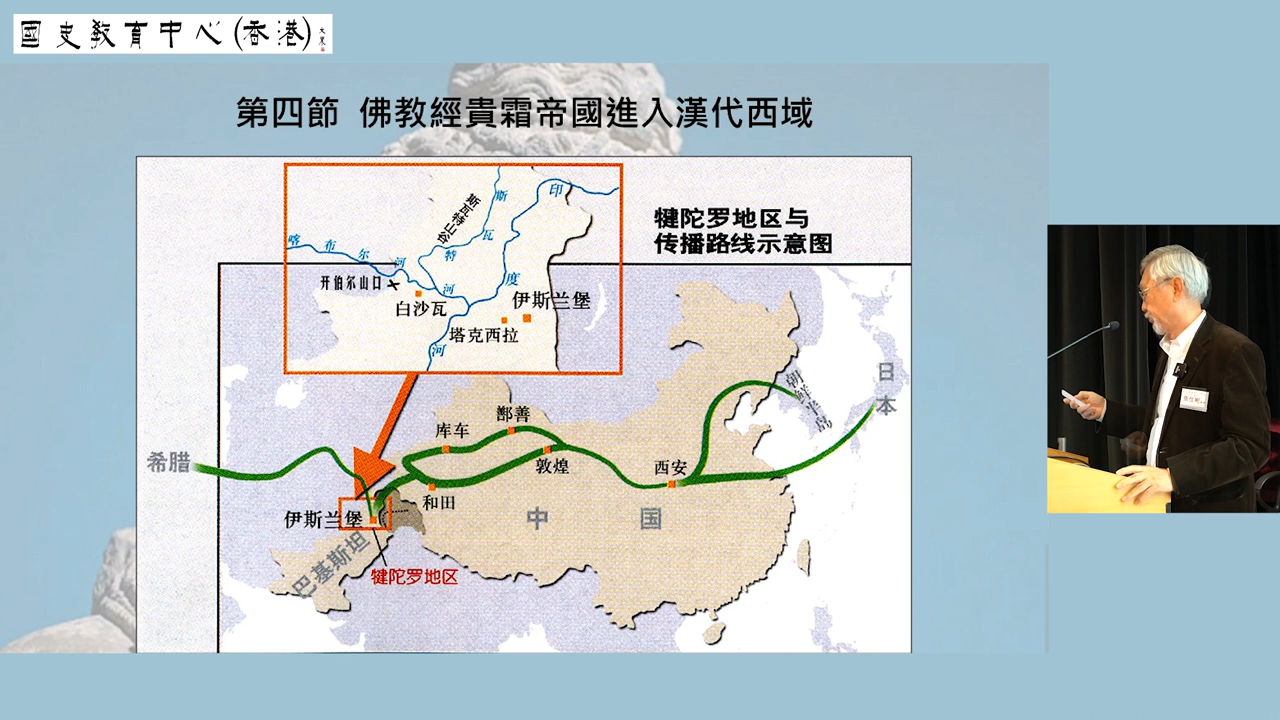 國史教育中心(香港)
第四節 佛教經貴霜帝國進入漢代西域
犍陀罗地区与
传播路线示意图
斯瓦特山谷
斯瓦特河
印度河
喀布尔河
开伯尔山口
白沙瓦
伊斯兰堡
塔克西拉
希腊
库车
鄯善
敦煌
和田
西安
朝鲜半岛
日本
中国
伊斯兰堡
巴基斯坦
犍陀罗地区